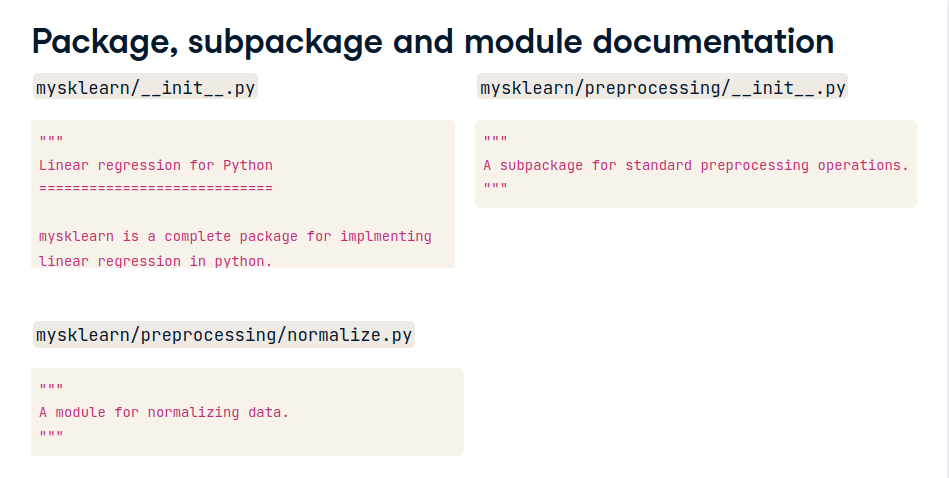 Package, subpackage and module documentation
mysklearn/__init__.py
"""
Linear regression for Python
============================
mysklearn is a complete package for implmenting
linear regression in python.
mysklearn/preprocessing/__init__.py
"""
A subpackage for standard preprocessing operations.
"""
mysklearn/preprocessing/normalize.py
"""
A module for normalizing data.
"""